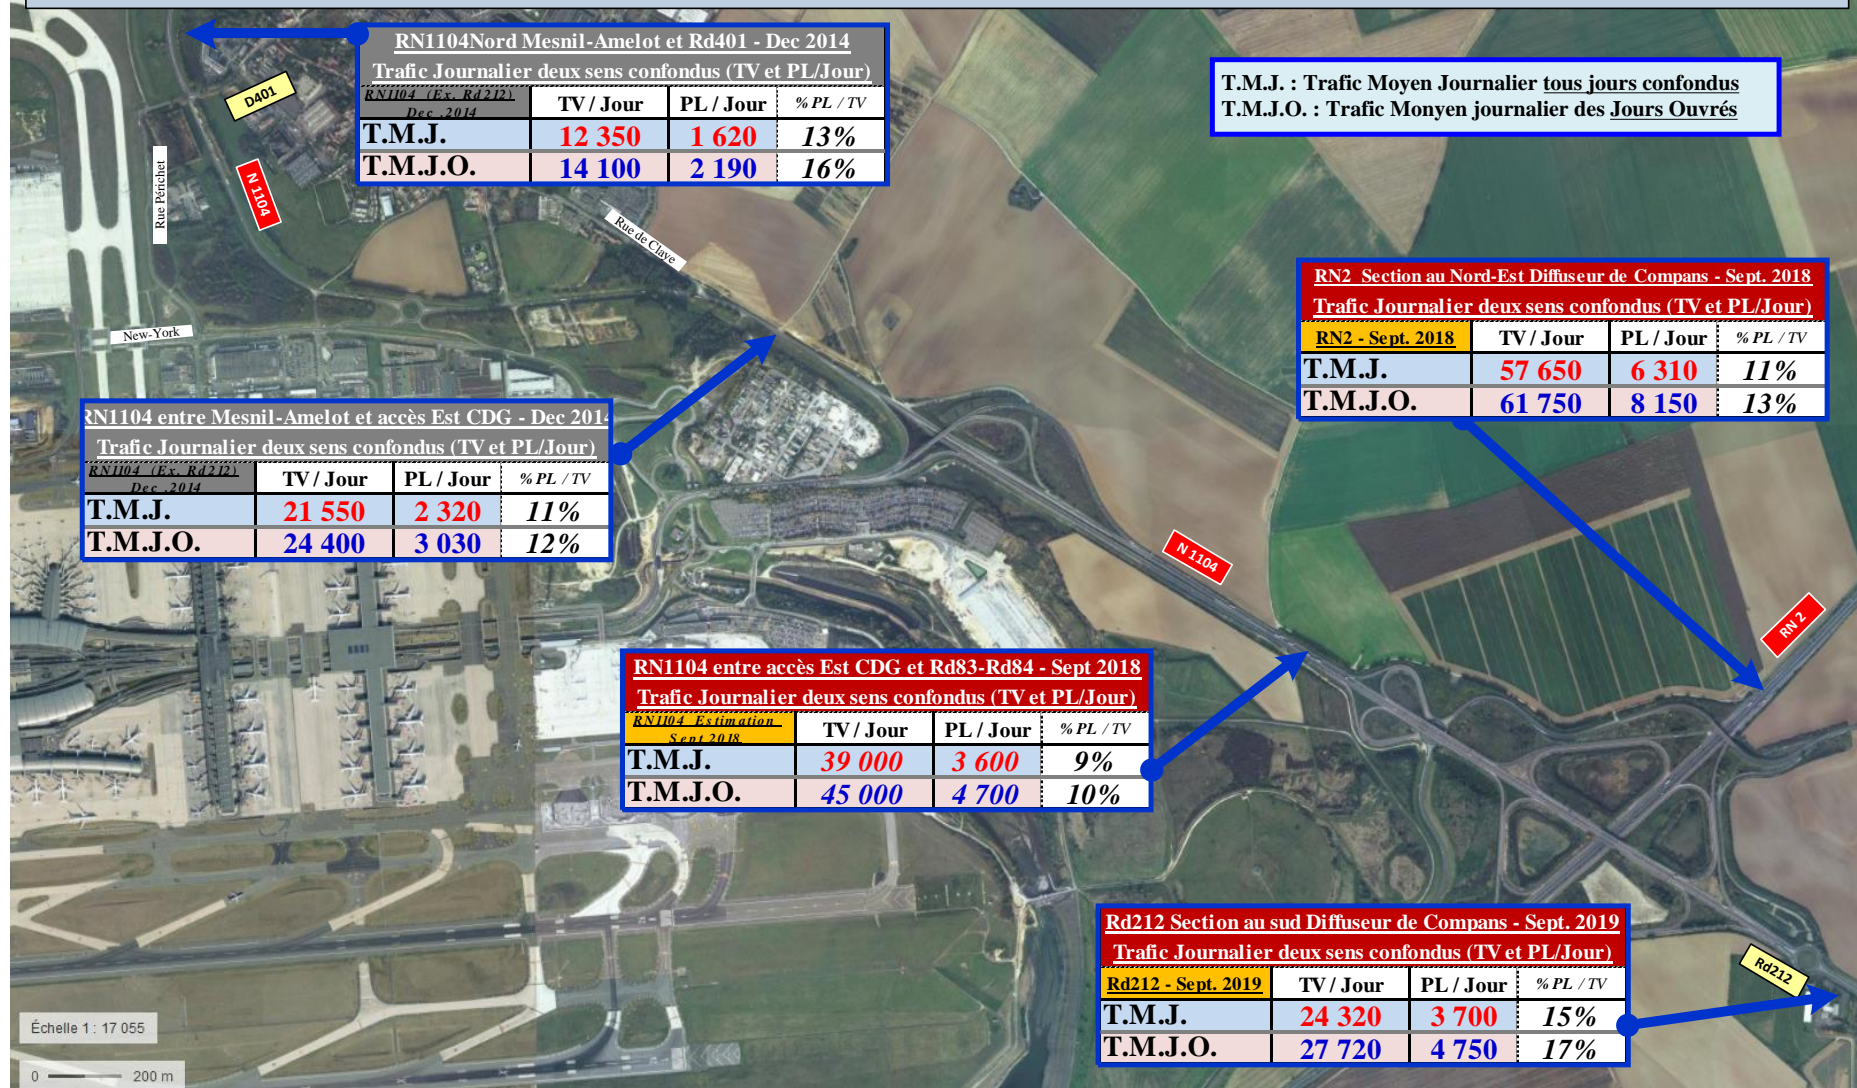 RN1104Nord Mesnil-Amelot et Rd401 - Dec 2014
Trafic Journalier deux sens confondus (TV et PL/Jour)
RN1104 (Ex. Rd212) Dec .2014 TV / Jour PL / Jour % PL / TV
T.M.J. 12 350 1 620 13%
T.M.J.O. 14 100 2 190 16%
T.M.J. : Trafic Moyen Journalier tous jours confondus
T.M.J.O. : Trafic Monyen journalier des Jours Ouvrés
D401
Rue Périchet
N 1104
Rue de Claye
New-York
RN2 Section au Nord-Est Diffuseur de Compans - Sept. 2018
Trafic Journalier deux sens confondus (TV et PL/Jour)
RN2 - Sept. 2018 TV / Jour PL / Jour % PL / TV
T.M.J. 57 650 6 310 11%
T.M.J.O. 61 750 8 150 13%
RN1104 entre Mesnil-Amelot et accès Est CDG - Dec 2014
Trafic Journalier deux sens confondus (TV et PL/Jour)
RN1104 (Ex. Rd212) Dec .2014 TV / Jour PL / Jour % PL / TV
T.M.J. 21 550 2 320 11%
T.M.J.O. 24 400 3 030 12%
N 1104
RN 2
RN1104 entre accès Est CDG et Rd83-Rd84 - Sept 2018
Trafic Journalier deux sens confondus (TV et PL/Jour)
RN1104 Estimation Sept 2018 TV / Jour PL / Jour % PL / TV
T.M.J. 39 000 3 600 9%
T.M.J.O. 45 000 4 700 10%
Rd212 Section au sud Diffuseur de Compans - Sept. 2019
Trafic Journalier deux sens confondus (TV et PL/Jour)
Rd212 - Sept. 2019 TV / Jour PL / Jour % PL / TV
T.M.J. 24 320 3 700 15%
T.M.J.O. 27 720 4 750 17%
Rd212
Échelle 1 : 17 055
0 200 m